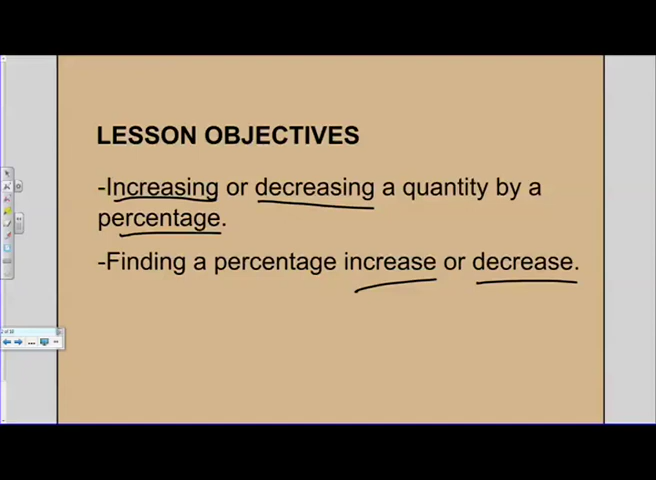 LESSON OBJECTIVES
-Increasing or decreasing a quantity by a
percentage.
-Finding a percentage increase or decrease.